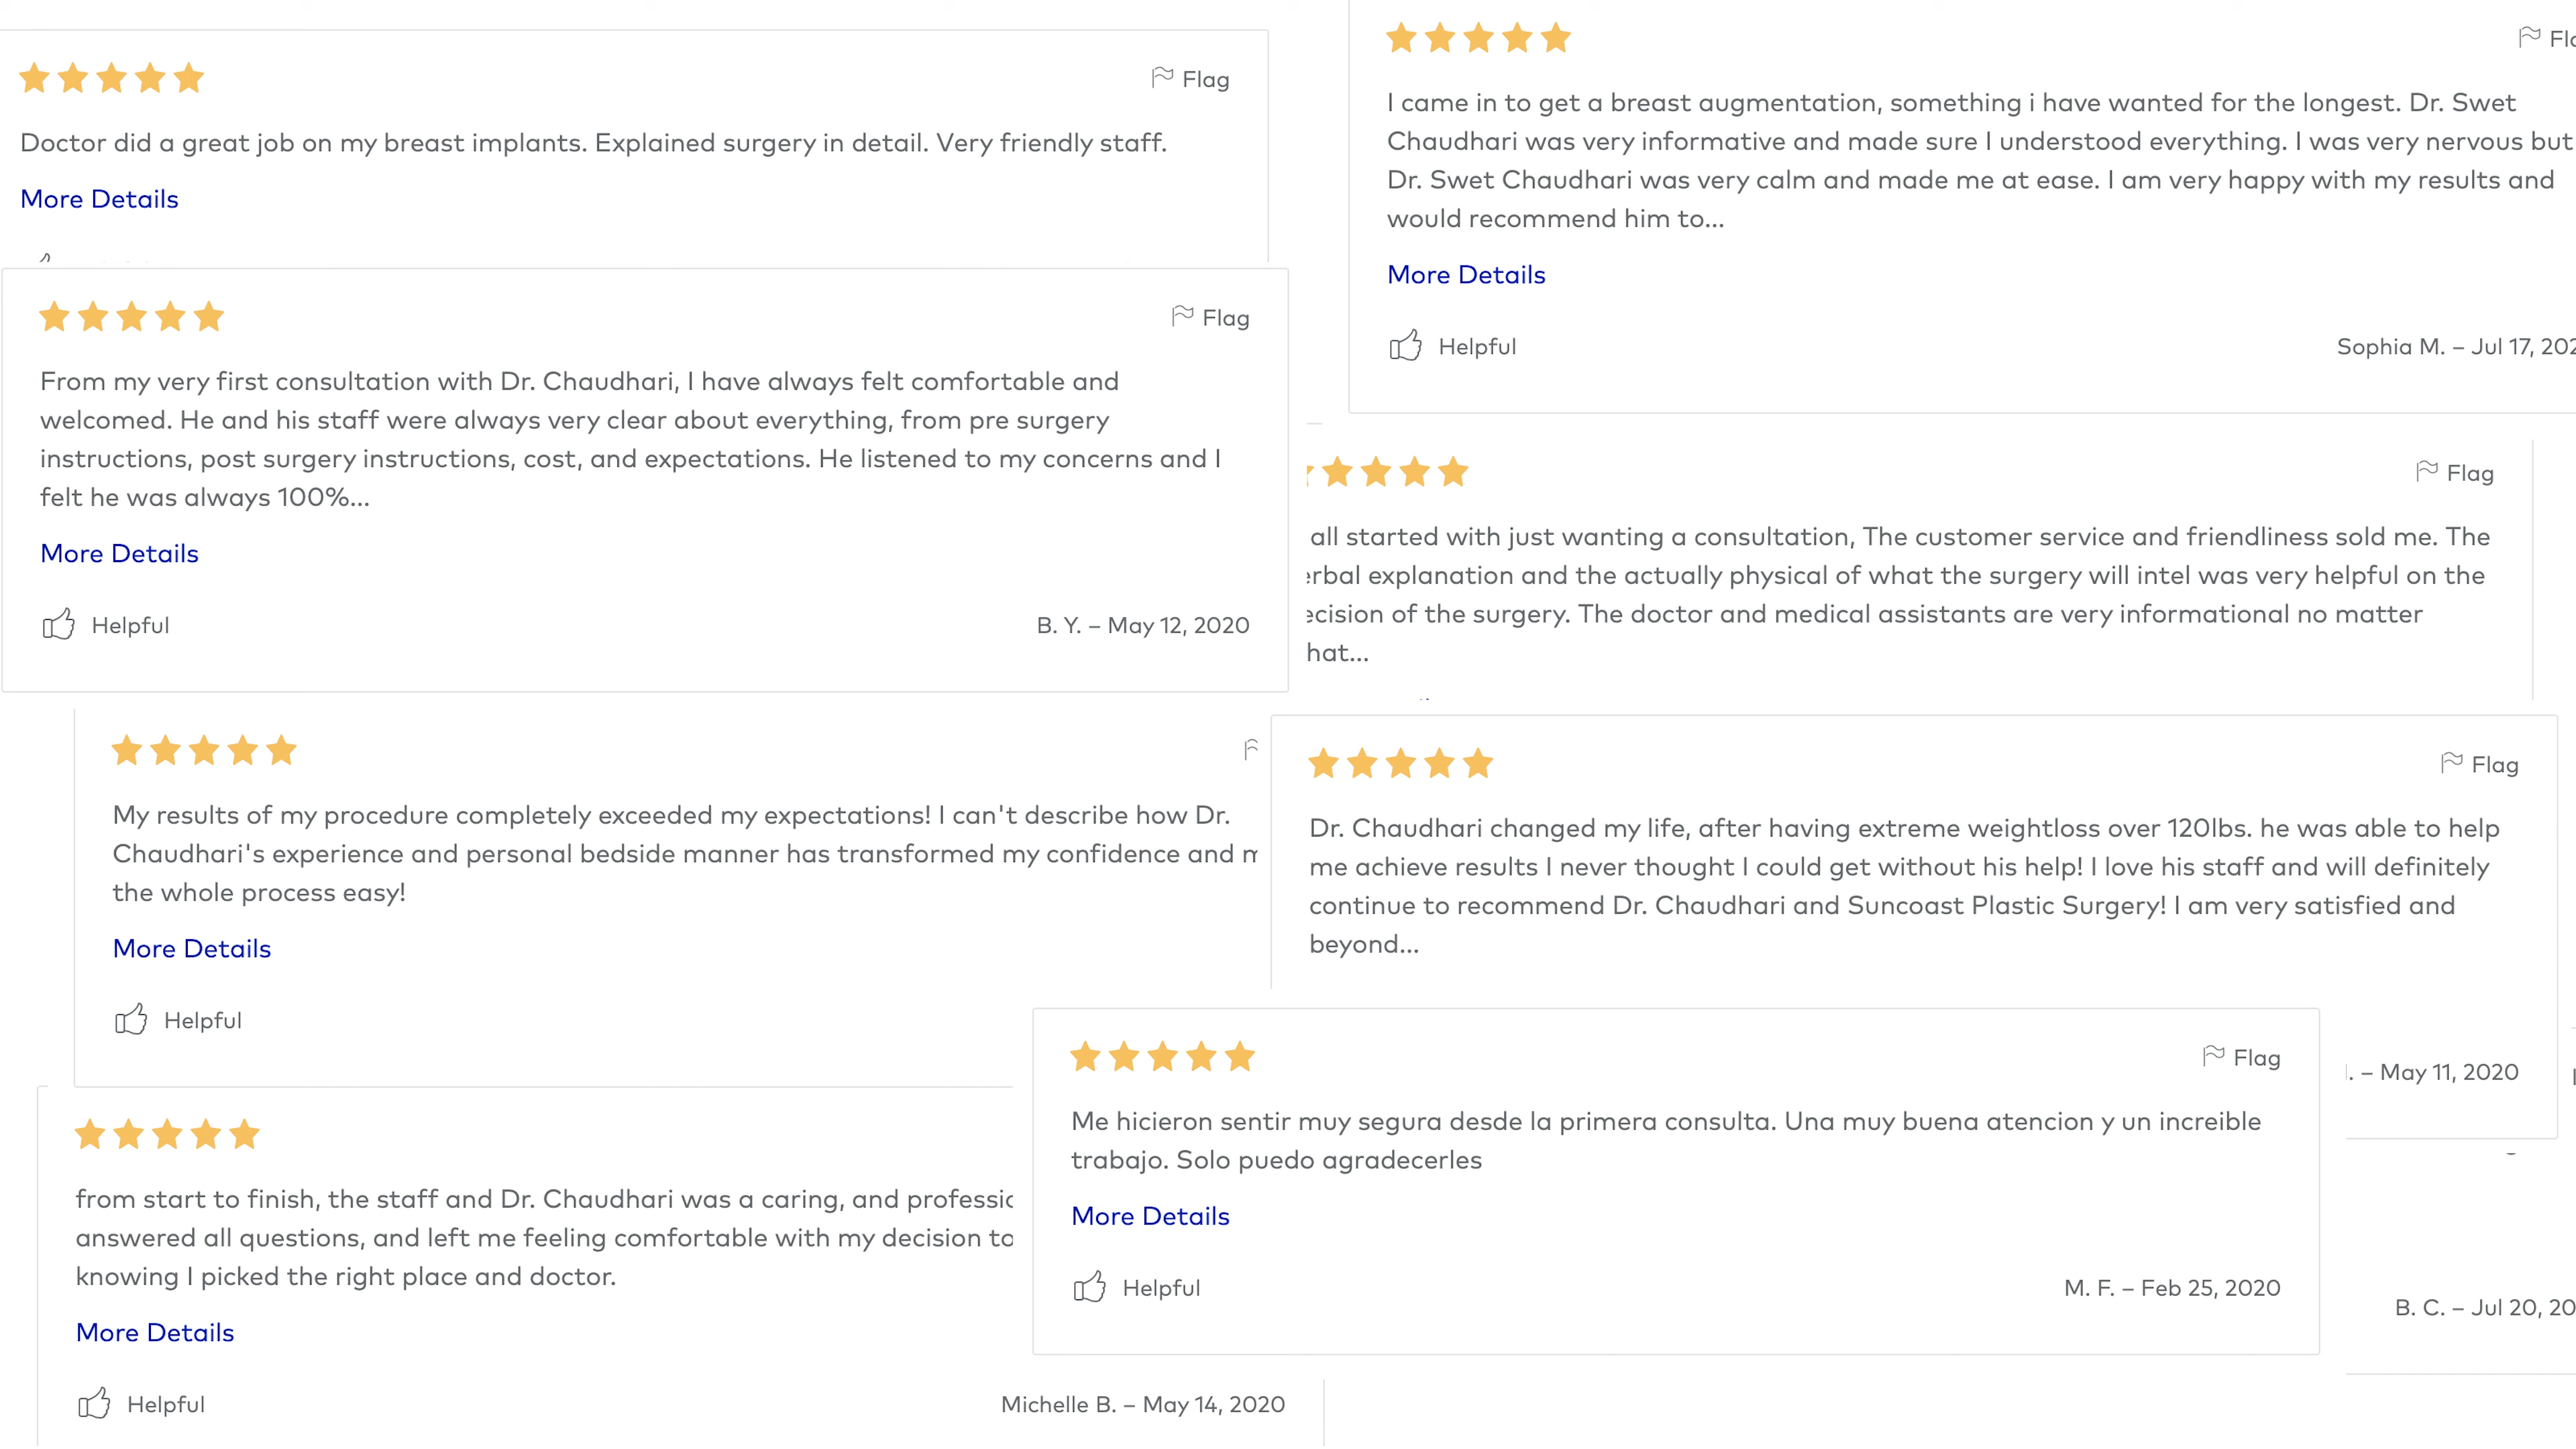 Flag
Doctor did a great job on my breast implants. Explained surgery in detail. Very friendly staff.
More Details
Flag
From my very first consultation with Dr. Chaudhari, I have always felt comfortable and
welcomed. He and his staff were always very clear about everything, from pre surgery
instructions, post surgery instructions, cost, and expectations. He listened to my concerns and I
felt he was always 100%...
More Details
Helpful
B. Y. – May 12, 2020
I came in to get a breast augmentation, something i have wanted for the longest. Dr. Swet
Chaudhari was very informative and made sure I understood everything. I was very nervous but
Dr. Swet Chaudhari was very calm and made me at ease. I am very happy with my results and
would recommend him to...
More Details
Helpful
Sophia M. – Jul 17,
Flag
all started with just wanting a consultation, The customer service and friendliness sold me. The
explanation and the actually physical of what the surgery will intel was very helpful on the
of the surgery. The doctor and medical assistants are very informational no matter
My results of my procedure completely exceeded my expectations! I can't describe how Dr.
Chaudhari's experience and personal bedside manner has transformed my confidence and
the whole process easy!
More Details
Helpful
Flag
Dr. Chaudhari changed my life, after having extreme weightloss over 120lbs. he was able to help
me achieve results I never thought I could get without his help! I love his staff and will definitely
continue to recommend Dr. Chaudhari and Suncoast Plastic Surgery! I am very satisfied and
beyond...
– May 11, 2020
from start to finish, the staff and Dr. Chaudhari was a caring, and
answered all questions, and left me feeling comfortable with my decision to
knowing I picked the right place and doctor.
More Details
Helpful
Michelle B. – May 14, 2020
Flag
Me hicieron sentir muy segura desde la primera consulta. Una muy buena atencion y un increible
trabajo. Solo puedo agradecerles
More Details
Helpful
M. F. – Feb 25, 2020
B. C. – Jul 20,